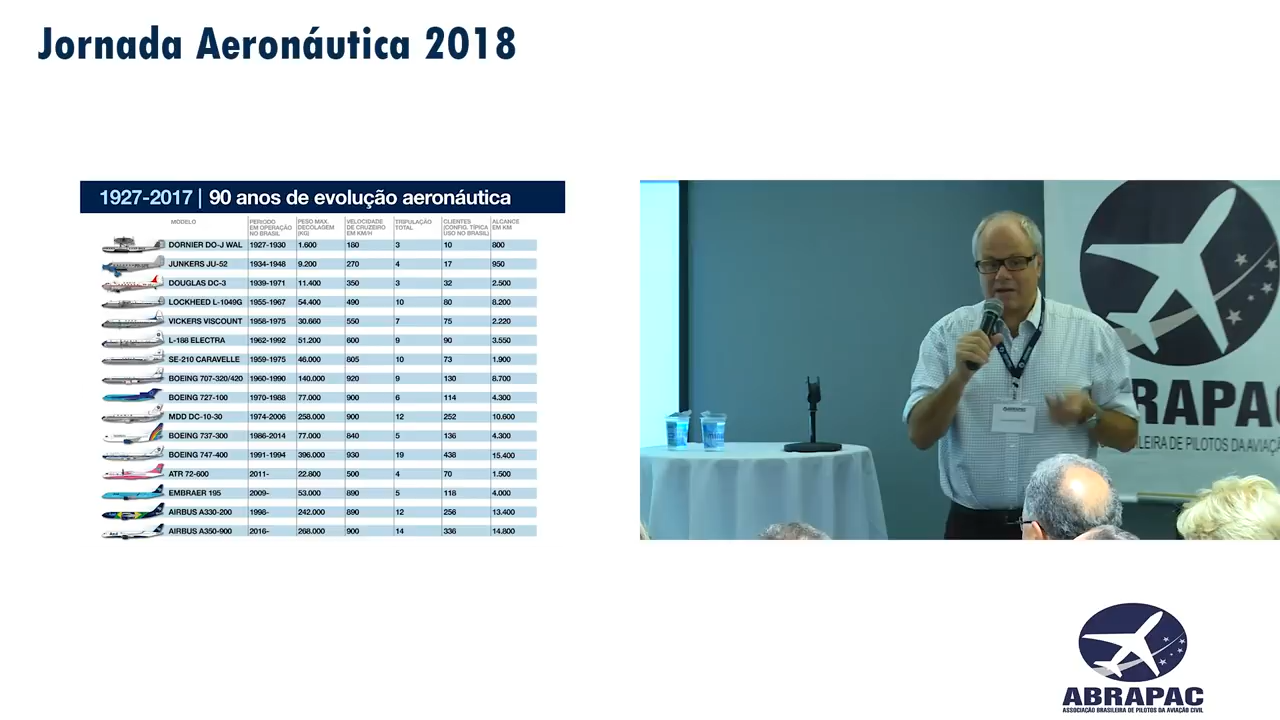 Jornada Aeronáutica 2018
1927-2017 | 90 anos de evolução aeronáutica
MODELO PERIODO EM OPERAÇÃO NO BRASIL PESO MAX. DECOLAGEM (KG) VELOCIDADE DE CRUZEIRO EM KM/H TRIPULAÇÃO TOTAL CLIENTES (CONFIG. TÍPICA USO NO BRASIL) ALCANCE EM KM
DORNIER DO-J WAL 1927-1930 1.600 180 3 10 800
JUNKERS JU-52 1934-1948 9.200 270 4 17 950
DOUGLAS DC-3 1939-1971 11.400 350 3 32 2.500
LOCKHEED L-1049G 1955-1967 54.400 490 10 80 8.200
VICKERS VISCOUNT 1958-1975 30.660 550 7 75 2.220
L-188 ELECTRA 1962-1992 51.200 600 9 90 3.550
SE-210 CARAVELLE 1959-1975 46.000 805 10 73 1.900
BOEING 707-320/420 1960-1990 140.000 920 9 130 8.700
BOEING 727-100 1970-1988 77.000 900 6 114 4.300
MDD DC-10-30 1974-2006 258.000 900 12 252 10.600
BOEING 737-300 1986-2014 77.000 840 5 136 4.300
BOEING 747-400 1991-1994 396.000 930 19 438 15.400
ATR 72-600 2011- 22.800 500 4 70 1.500
EMBRAER 195 2009- 53.000 890 5 118 4.000
AIRBUS A330-200 1998- 242.000 890 12 256 13.400
AIRBUS A350-900 2016- 268.000 900 14 336 14.800
ABRAPAC
RAPAC
ILEIRA DE PILOTOS DA AVIAÇÃ
ABRAPAC
ASSOCIAÇÃO BRASILEIRA DE PILOTOS DA AVIAÇÃO CIVIL